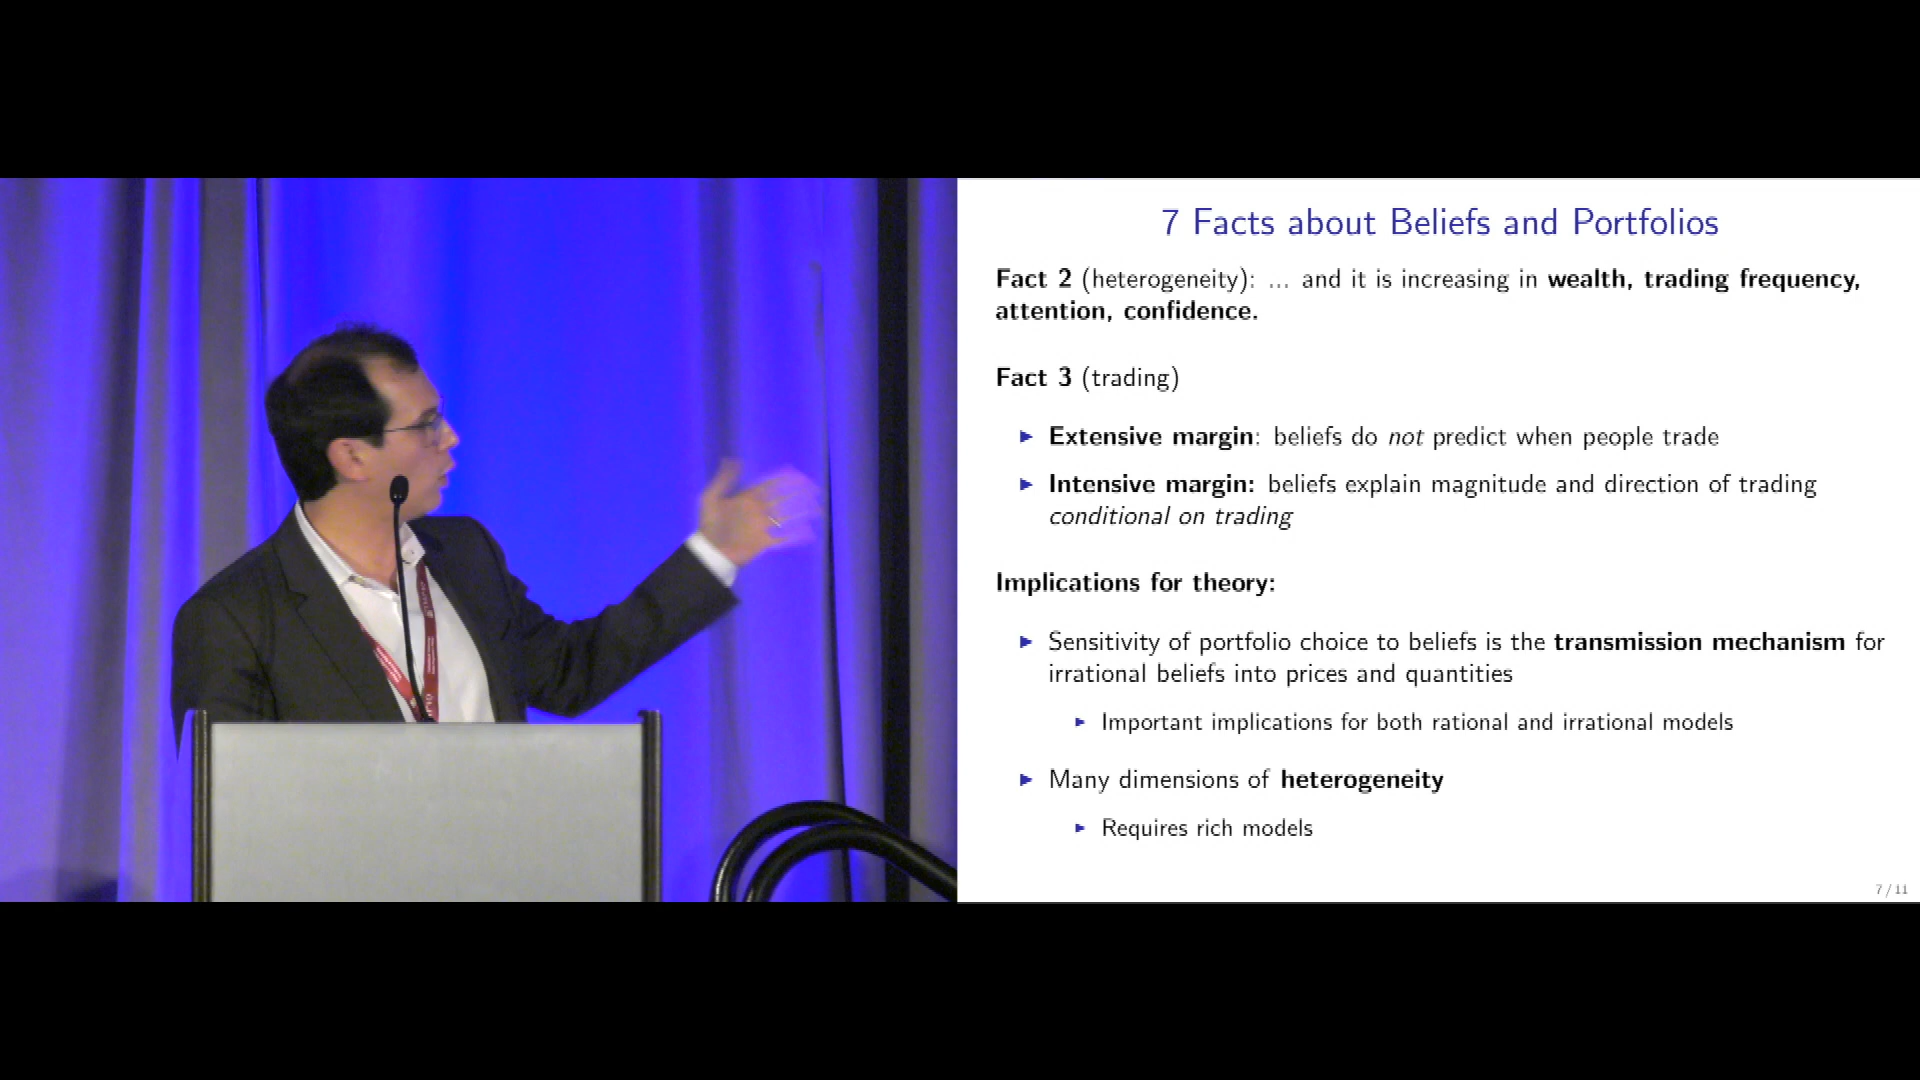 7 Facts about Beliefs and Portfolios
Fact 2 (heterogeneity): ... and it is increasing in wealth, trading frequency,
attention, confidence.
Fact 3 (trading)
► Extensive margin: beliefs do not predict when people trade
► Intensive margin: beliefs explain magnitude and direction of trading
conditional on trading
Implications for theory:
► Sensitivity of portfolio choice to beliefs is the transmission mechanism for
irrational beliefs into prices and quantities
► Important implications for both rational and irrational models
► Many dimensions of heterogeneity
► Requires rich models
7 / 11